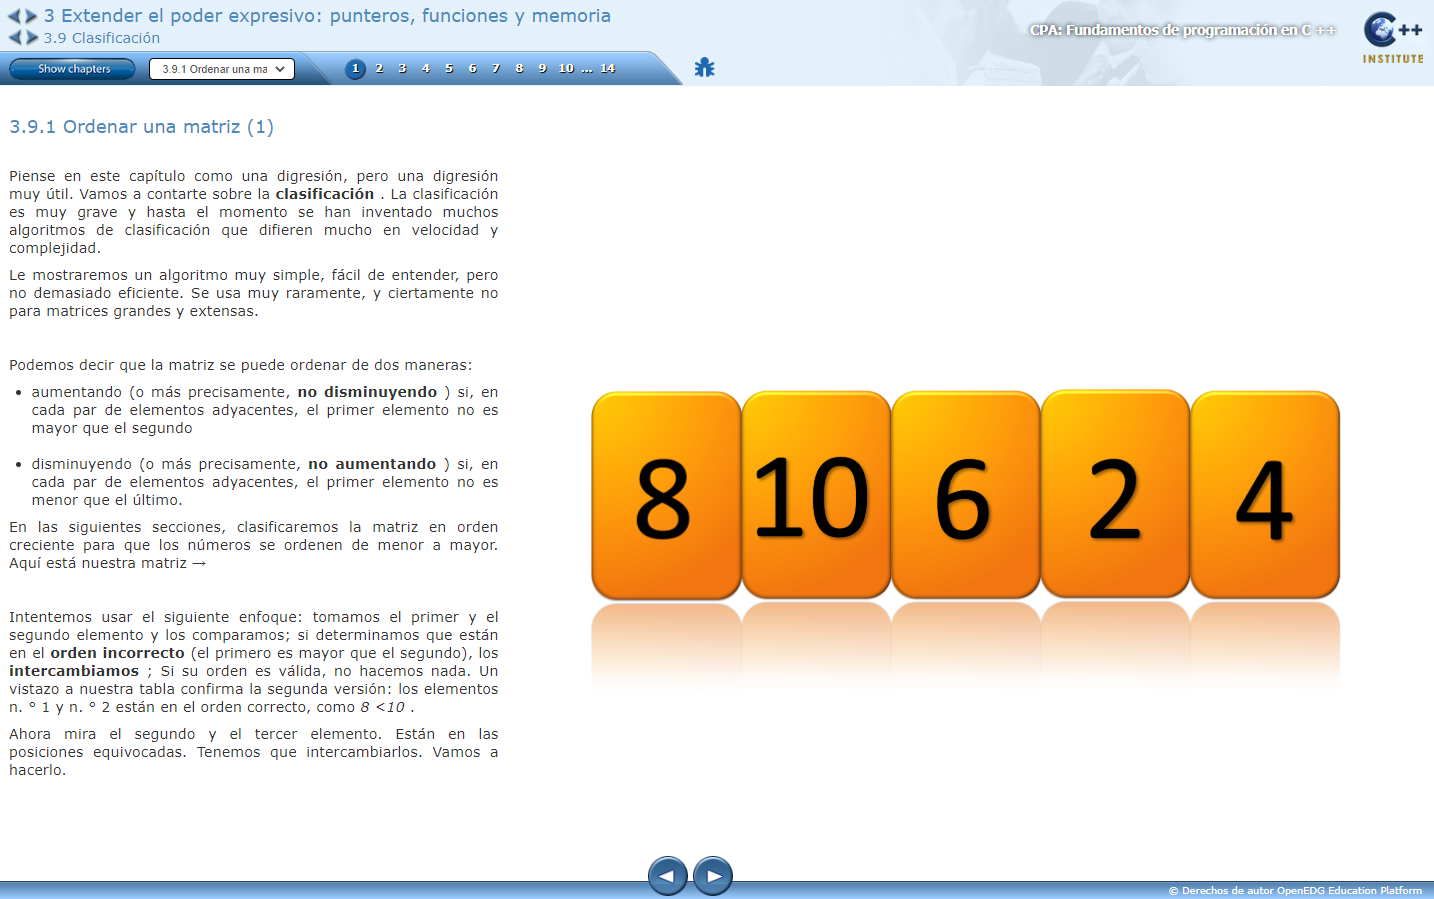 3 Extender el poder expresivo: punteros, funciones y memoria
3.9 Clasificación
CPA: Fundamentos de programación en C ++
C++
INSTITUTE
Show chapters
3.9.1 Ordenar una ma
1 2 3 4 5 6 7 8 9 10 ... 14
3.9.1 Ordenar una matriz (1)
Piense en este capítulo como una digresión, pero una digresión
muy útil. Vamos a contarte sobre la clasificación . La clasificación
es muy grave y hasta el momento se han inventado muchos
algoritmos de clasificación que difieren mucho en velocidad y
complejidad.
Le mostraremos un algoritmo muy simple, fácil de entender, pero
no demasiado eficiente. Se usa muy raramente, y ciertamente no
para matrices grandes y extensas.
Podemos decir que la matriz se puede ordenar de dos maneras:
• aumentando (o más precisamente, no disminuyendo ) si, en
cada par de elementos adyacentes, el primer elemento no es
mayor que el segundo
• disminuyendo (o más precisamente, no aumentando ) si, en
cada par de elementos adyacentes, el primer elemento no es
menor que el último.
En las siguientes secciones, clasificaremos la matriz en orden
creciente para que los números se ordenen de menor a mayor.
Aquí está nuestra matriz →
Intentemos usar el siguiente enfoque: tomamos el primer y el
segundo elemento y los comparamos; si determinamos que están
en el orden incorrecto (el primero es mayor que el segundo), los
intercambiamos ; Si su orden es válida, no hacemos nada. Un
vistazo a nuestra tabla confirma la segunda versión: los elementos
n. ° 1 y n. ° 2 están en el orden correcto, como 8 <10 .
Ahora mira el segundo y el tercer elemento. Están en las
posiciones equivocadas. Tenemos que intercambiarlos. Vamos a
hacerlo.
8 10 6 2 4
© Derechos de autor OpenEDG Education Platform